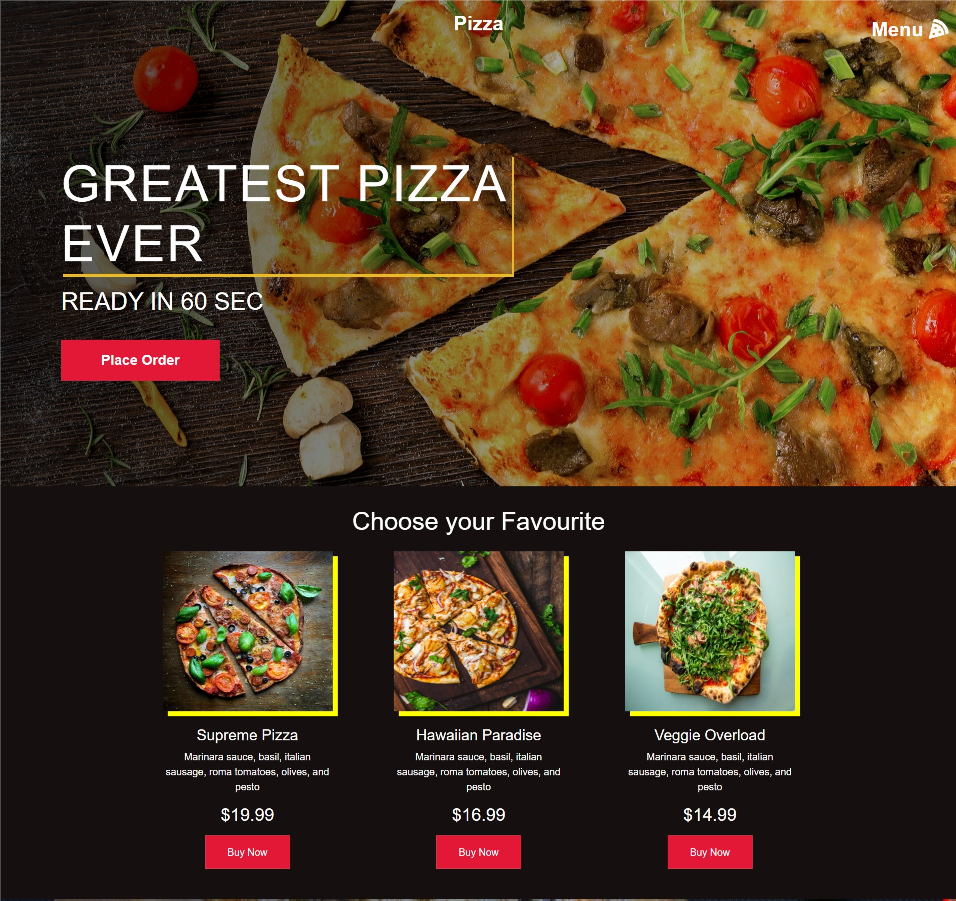 Pizza
Menu
GREATEST PIZZA
EVER
READY IN 60 SEC
Place Order
Choose your Favourite
Supreme Pizza
Marinara sauce, basil, italian
sausage, roma tomatoes, olives, and
pesto
$19.99
Buy Now
Hawaiian Paradise
Marinara sauce, basil, italian
sausage, roma tomatoes, olives, and
pesto
$16.99
Buy Now
Veggie Overload
Marinara sauce, basil, italian
sausage, roma tomatoes, olives, and
pesto
$14.99
Buy Now